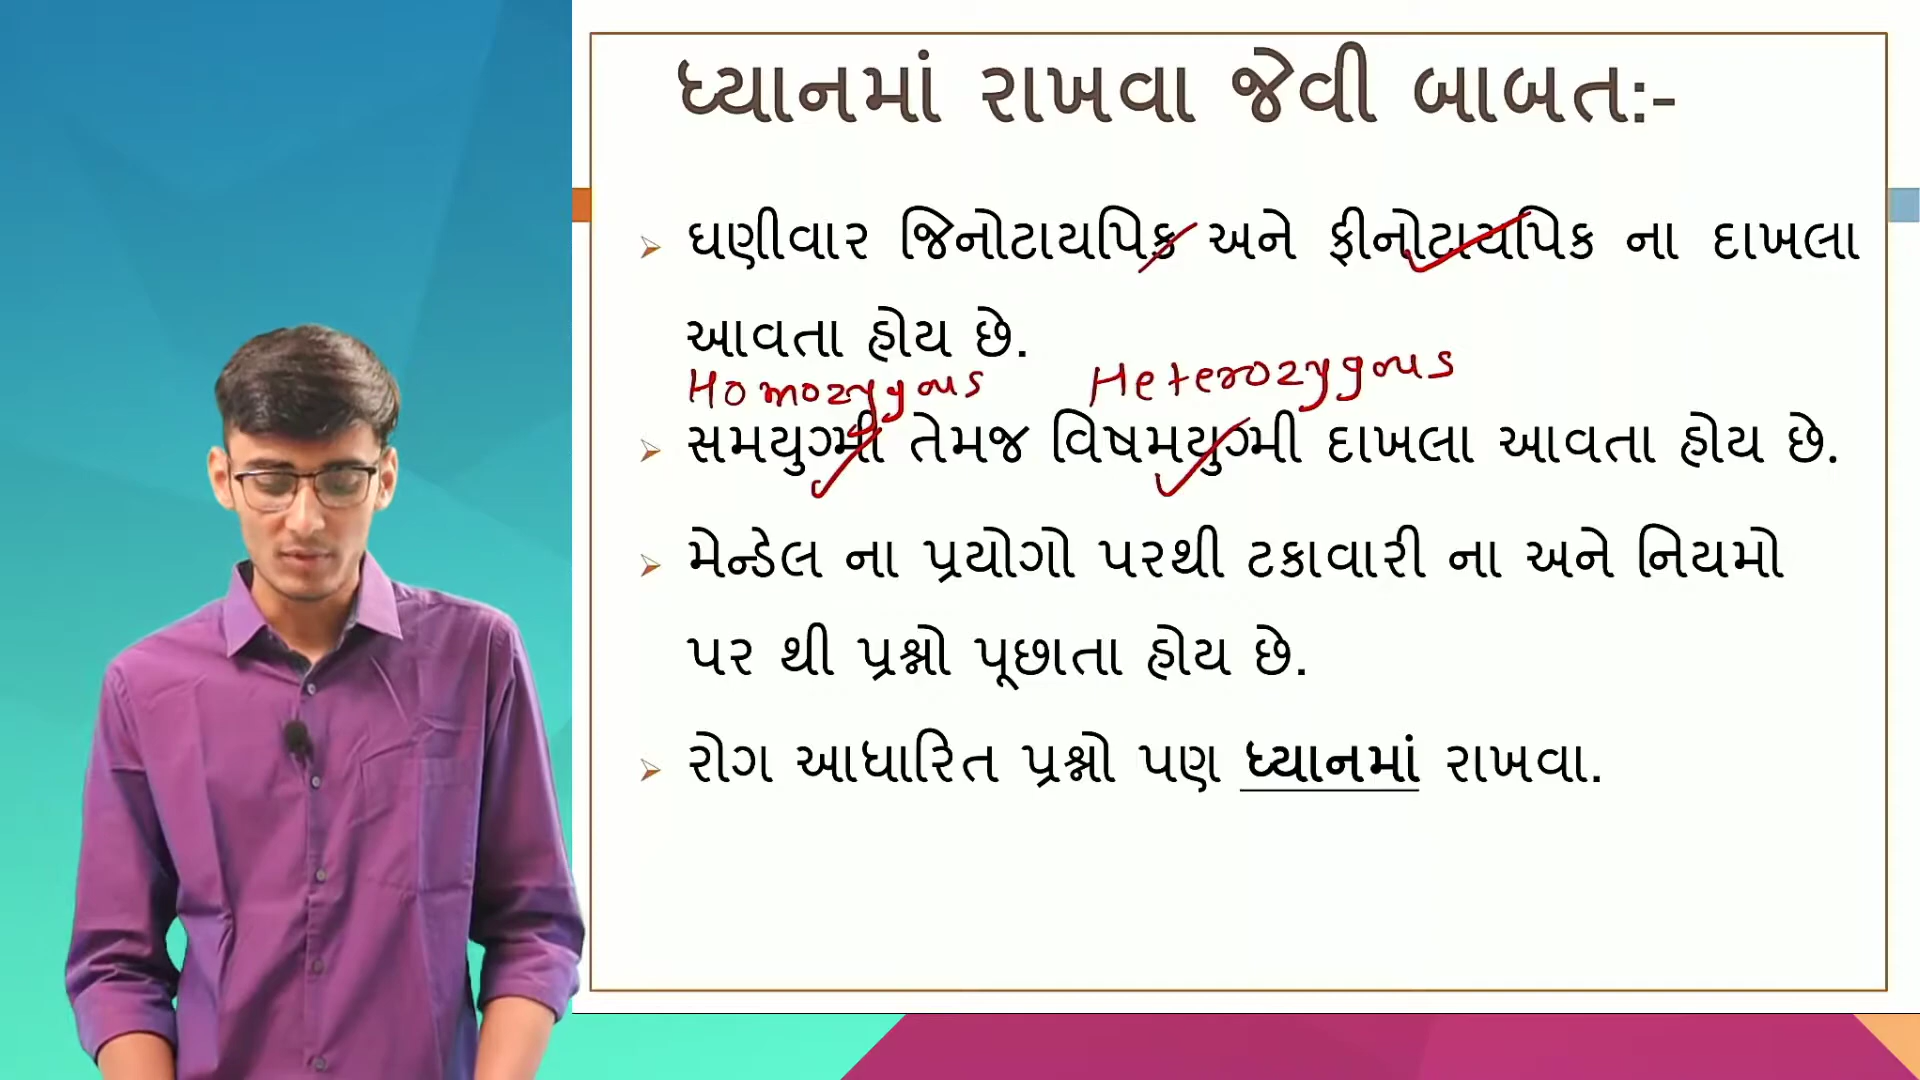 ધ્યાનમાં રાખવા જેવી બાબત:-
ઘણીવાર જિનોટાયપિક અને ફીનોટાયપિક ના દાખલા
આવતા હોય છે.
Homozygous Heterozygous
સમયુગ્મી તેમજ વિષમયુગ્મી દાખલા આવતા હોય છે.
મેન્ડેલ ના પ્રયોગો પરથી ટકાવારી ના અને નિયમો
પર થી પ્રશ્નો પૂછાતા હોય છે.
રોગ આધારિત પ્રશ્નો પણ ધ્યાનમાં રાખવા.